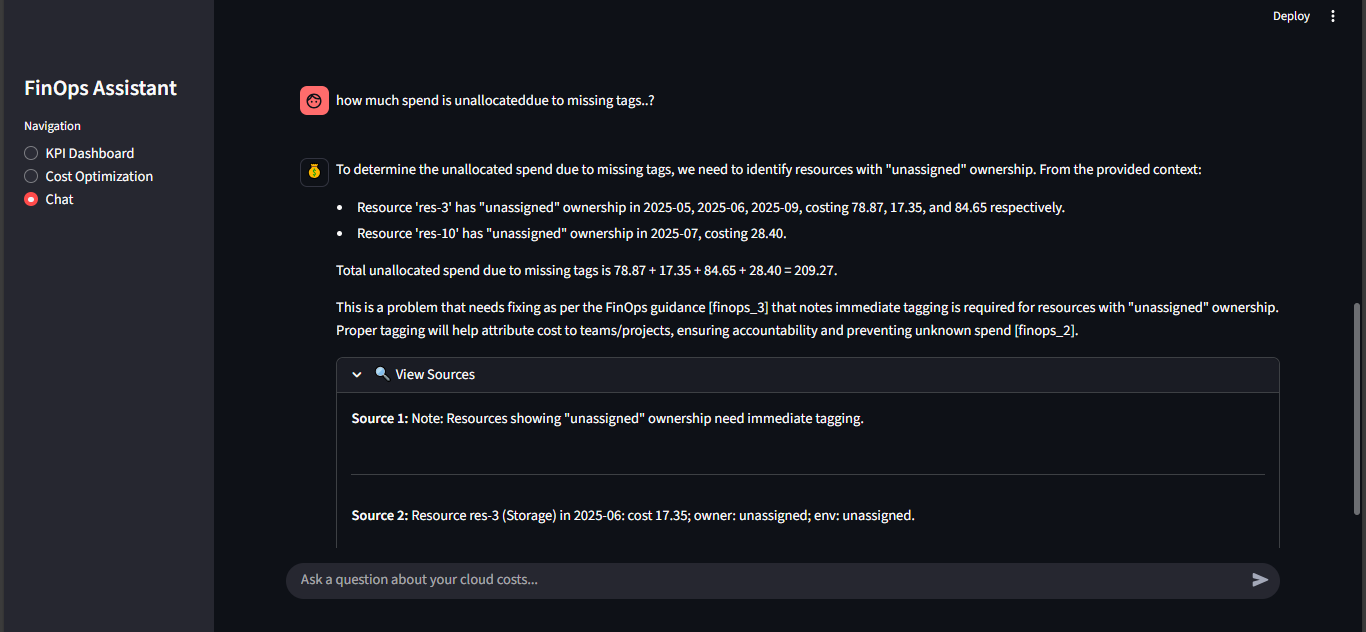 Deploy
FinOps Assistant
Navigation
KPI Dashboard
Cost Optimization
Chat
how much spend is unallocateddue to missing tags..?
To determine the unallocated spend due to missing tags, we need to identify resources with "unassigned" ownership. From the provided context:
• Resource 'res-3' has "unassigned" ownership in 2025-05, 2025-06, 2025-09, costing 78.87, 17.35, and 84.65 respectively.
• Resource 'res-10' has "unassigned" ownership in 2025-07, costing 28.40.
Total unallocated spend due to missing tags is 78.87 + 17.35 + 84.65 + 28.40 = 209.27.
This is a problem that needs fixing as per the FinOps guidance [finops_3] that notes immediate tagging is required for resources with "unassigned" ownership.
Proper tagging will help attribute cost to teams/projects, ensuring accountability and preventing unknown spend [finops_2].
View Sources
Source 1: Note: Resources showing "unassigned" ownership need immediate tagging.
Source 2: Resource res-3 (Storage) in 2025-06: cost 17.35; owner: unassigned; env: unassigned.
Ask a question about your cloud costs...